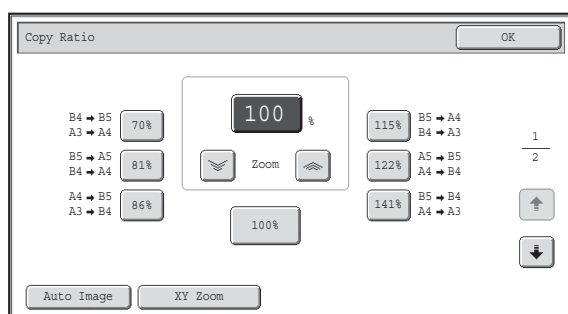 Copy Ratio
OK
B4 → B5
A3 → A4
70%
B5 → A5
B4 → A4
81%
A4 → B5
A3 → B4
86%
100 %
Zoom
100%
115%
B5 → A4
B4 → A3
122%
A5 → B5
A4 → B4
141%
B5 → B4
A4 → A3
1
2
Auto Image
XY Zoom